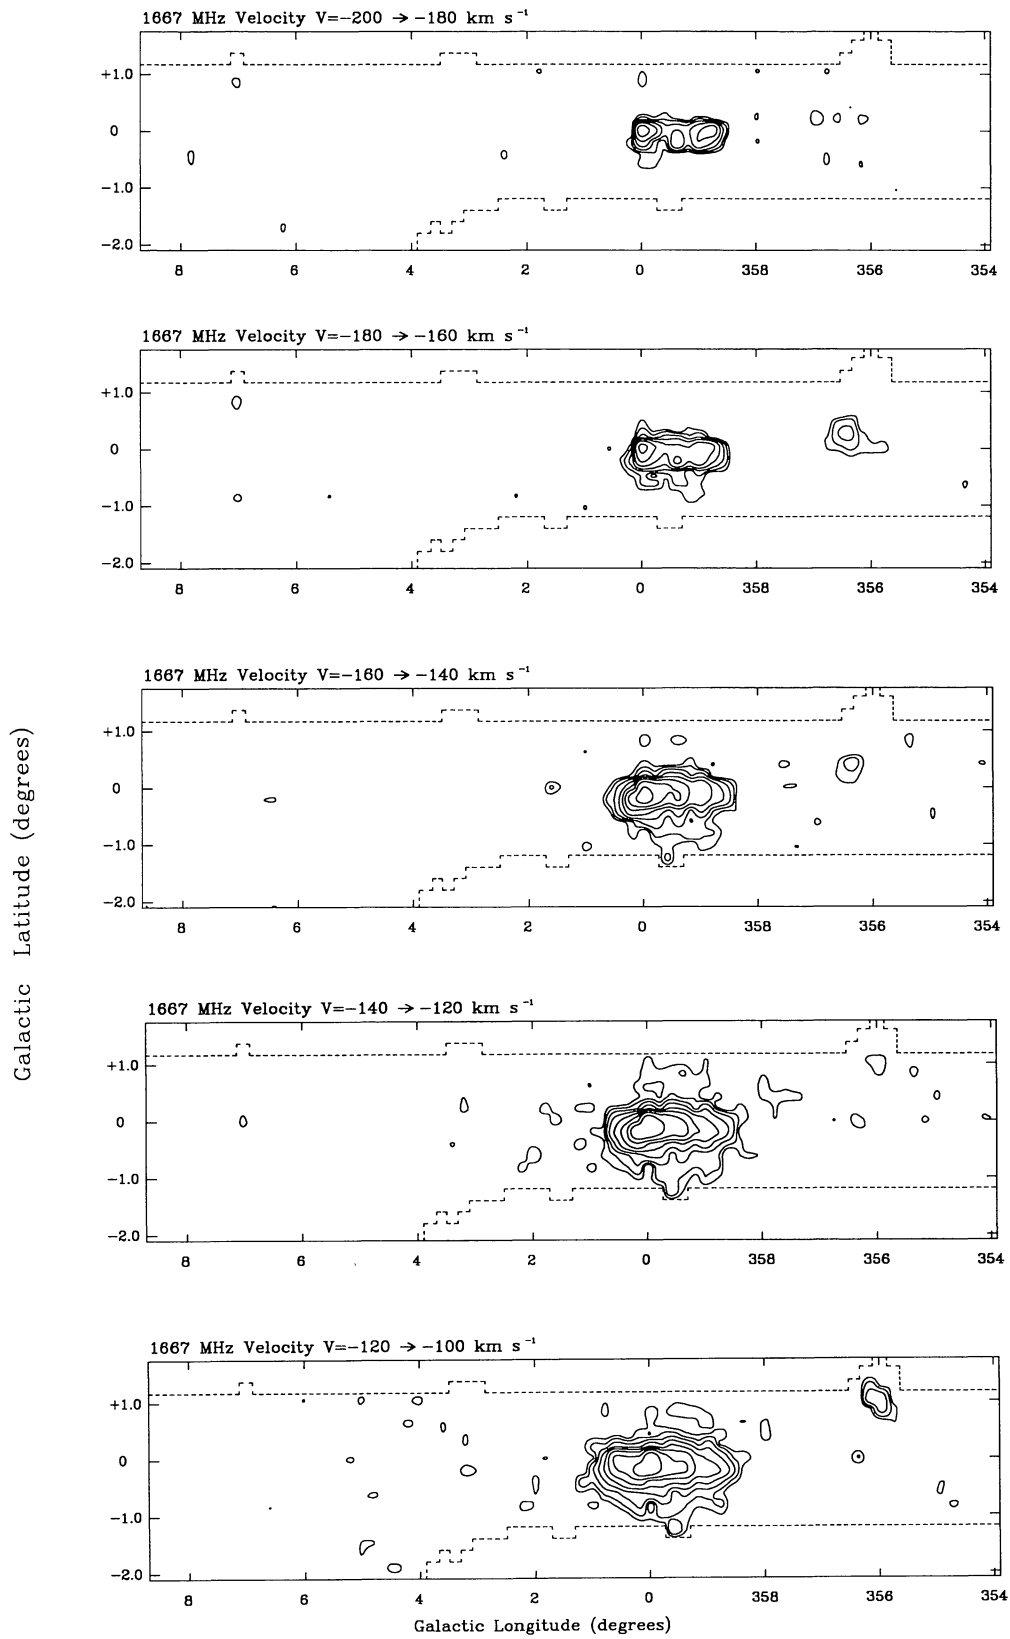 1667 MHz Velocity V=−200 → −180 km s⁻¹
+1.0
0
−1.0
−2.0
8 6 4 2 0 358 356 354
1667 MHz Velocity V=−180 → −160 km s⁻¹
+1.0
0
−1.0
−2.0
8 6 4 2 0 358 356 354
1667 MHz Velocity V=−160 → −140 km s⁻¹
+1.0
0
−1.0
−2.0
8 6 4 2 0 358 356 354
Galactic Latitude (degrees)
1667 MHz Velocity V=−140 → −120 km s⁻¹
+1.0
0
−1.0
−2.0
8 6 4 2 0 358 356 354
1667 MHz Velocity V=−120 → −100 km s⁻¹
+1.0
0
−1.0
−2.0
8 6 4 2 0 358 356 354
Galactic Longitude (degrees)